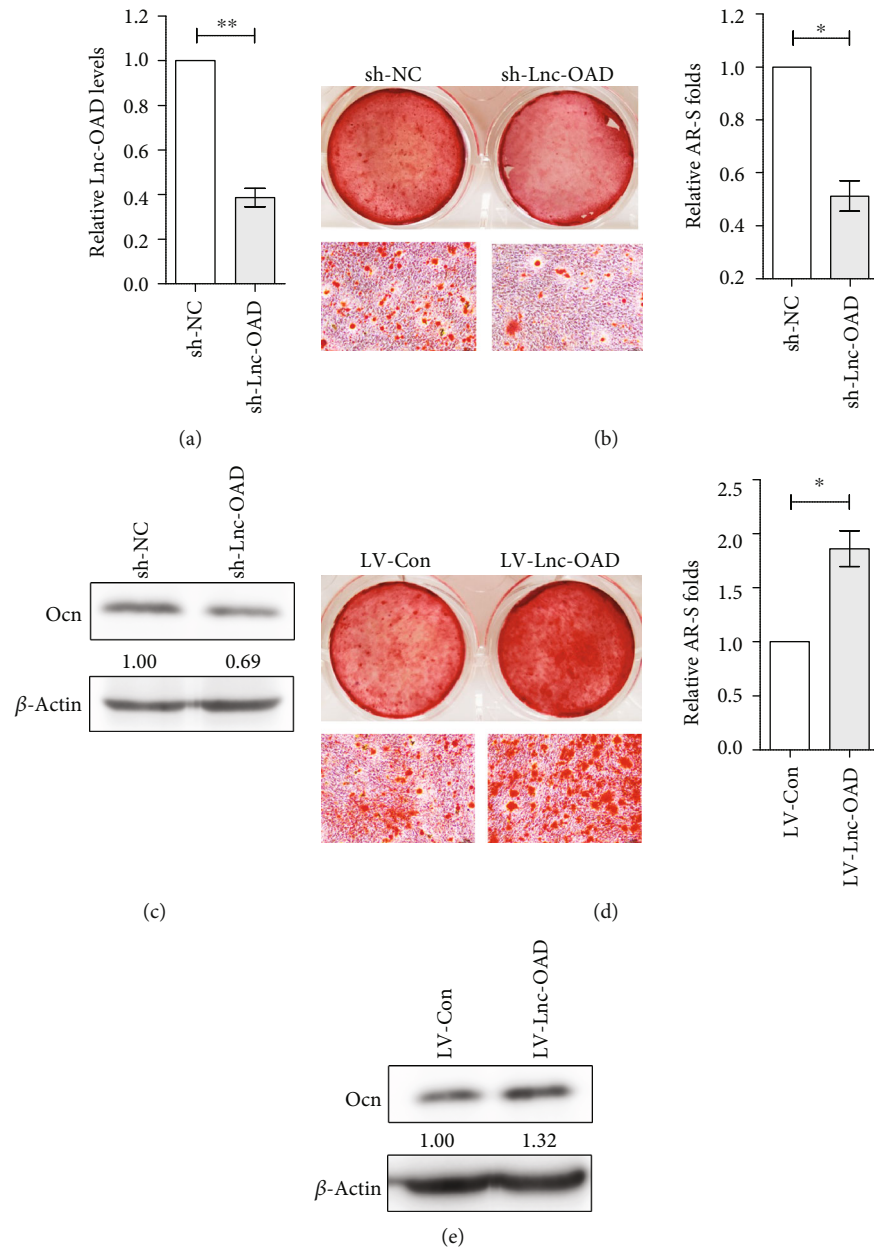 1.2
1.0
0.8
0.6
0.4
0.2
0.0
Relative Lnc-OAD levels
**
sh-NC
sh-Lnc-OAD
(a)
sh-NC
sh-Lnc-OAD
1.2
1.0
0.8
0.6
0.4
0.2
Relative AR-S folds
*
sh-NC
sh-Lnc-OAD
(b)
sh-NC
sh-Lnc-OAD
Ocn
1.00
0.69
β-Actin
(c)
LV-Con
LV-Lnc-OAD
2.5
2.0
1.5
1.0
0.5
0.0
Relative AR-S folds
*
LV-Con
LV-Lnc-OAD
(d)
LV-Con
LV-Lnc-OAD
Ocn
1.00
1.32
β-Actin
(e)